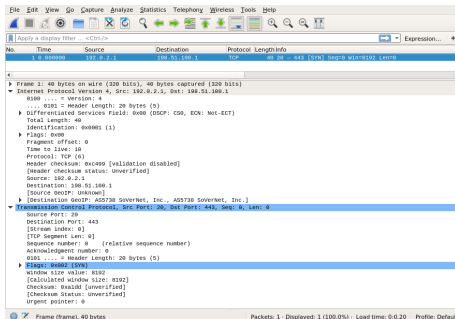 File Edit View Go Capture Analyze Statistics Telephony Wireless Tools Help
Apply a display filter ... <Ctrl-/>
Expression...
No. Time Source Destination Protocol Length Info
1 0.000000 192.0.2.1 198.51.100.1 TCP 40 20 → 443 [SYN] Seq=0 Win=8192 Len=0
Frame 1: 40 bytes on wire (320 bits), 40 bytes captured (320 bits)
Internet Protocol Version 4, Src: 192.0.2.1, Dst: 198.51.100.1
0100 .... = Version: 4
.... 0101 = Header Length: 20 bytes (5)
Differentiated Services Field: 0x00 (DSCP: CS0, ECN: Not-ECT)
Total Length: 40
Identification: 0x0001 (1)
Flags: 0x00
Fragment offset: 0
Time to live: 10
Protocol: TCP (6)
Header checksum: 0xc499 [validation disabled]
[Header checksum status: Unverified]
Source: 192.0.2.1
Destination: 198.51.100.1
[Source GeoIP: Unknown]
[Destination GeoIP: AS5738 SoVerNet, Inc., AS5738 SoVerNet, Inc.]
Transmission Control Protocol, Src Port: 20, Dst Port: 443, Seq: 0, Len: 0
Source Port: 20
Destination Port: 443
[Stream index: 0]
[TCP Segment Len: 0]
Sequence number: 0 (relative sequence number)
Acknowledgment number: 0
0101 .... = Header Length: 20 bytes (5)
Flags: 0x002 (SYN)
Window size value: 8192
[Calculated window size: 8192]
Checksum: 0xa1dd [unverified]
[Checksum Status: Unverified]
Urgent pointer: 0
Frame (frame), 40 bytes
Packets: 1 · Displayed: 1 (100.0%) · Load time: 0:0.20
Profile: Default